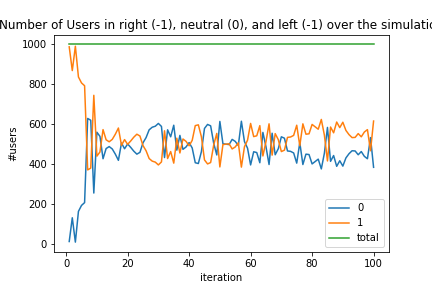 Number of Users in right (-1), neutral (0), and left (-1) over the simulatio
1000
800
600
400
200
0
#users
0
1
total
0 20 40 60 80 100
iteration